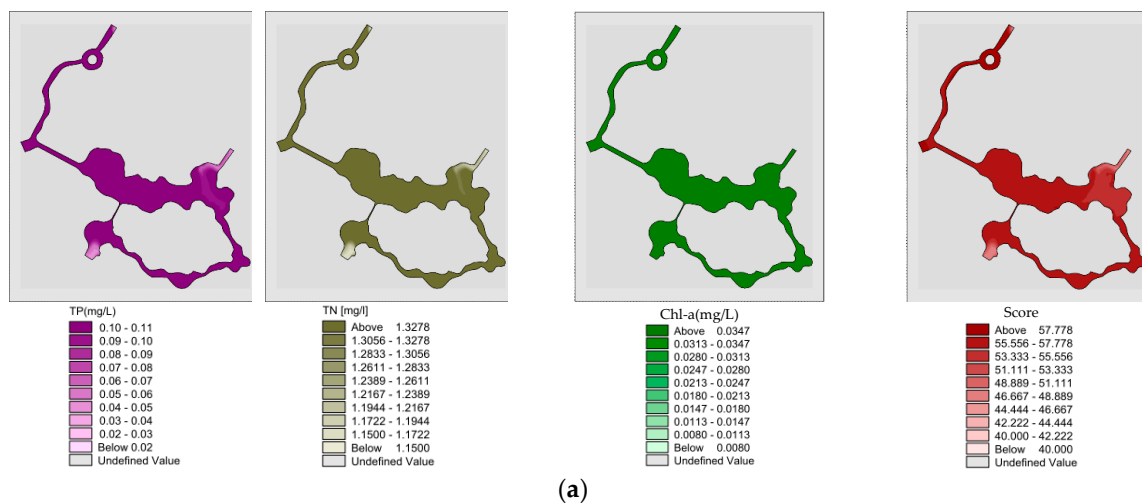 TP(mg/L)
0.10 - 0.11
0.09 - 0.10
0.08 - 0.09
0.07 - 0.08
0.06 - 0.07
0.05 - 0.06
0.04 - 0.05
0.03 - 0.04
0.02 - 0.03
Below 0.02
Undefined Value
TN [mg/l]
Above 1.3278
1.3056 - 1.3278
1.2833 - 1.3056
1.2611 - 1.2833
1.2389 - 1.2611
1.2167 - 1.2389
1.1944 - 1.2167
1.1722 - 1.1944
1.1500 - 1.1722
Below 1.1500
Undefined Value
Chl-a(mg/L)
Above 0.0347
0.0313 - 0.0347
0.0280 - 0.0313
0.0247 - 0.0280
0.0213 - 0.0247
0.0180 - 0.0213
0.0147 - 0.0180
0.0113 - 0.0147
0.0080 - 0.0113
Below 0.0080
Undefined Value
Score
Above 57.778
55.556 - 57.778
53.333 - 55.556
51.111 - 53.333
48.889 - 51.111
46.667 - 48.889
44.444 - 46.667
42.222 - 44.444
40.000 - 42.222
Below 40.000
Undefined Value
(a)